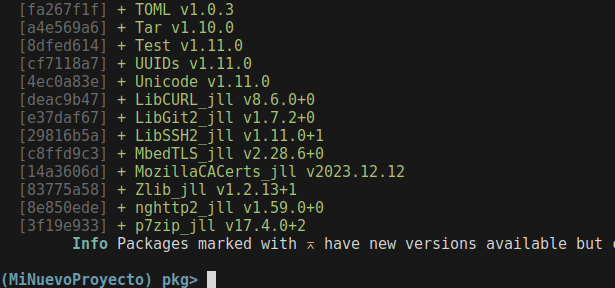 [fa267f1f] + TOML v1.0.3
[a4e569a6] + Tar v1.10.0
[8dfed614] + Test v1.11.0
[cf7118a7] + UUIDs v1.11.0
[4ec0a83e] + Unicode v1.11.0
[deac9b47] + LibCURL_jll v8.6.0+0
[e37daf67] + LibGit2_jll v1.7.2+0
[29816b5a] + LibSSH2_jll v1.11.0+1
[c8ffd9c3] + MbedTLS_jll v2.28.6+0
[14a3606d] + MozillaCACerts_jll v2023.12.12
[83775a58] + Zlib_jll v1.2.13+1
[8e850ede] + nghttp2_jll v1.59.0+0
[3f19e933] + p7zip_jll v17.4.0+2
Info Packages marked with ⌅ have new versions available but c
(MiNuevoProyecto) pkg>